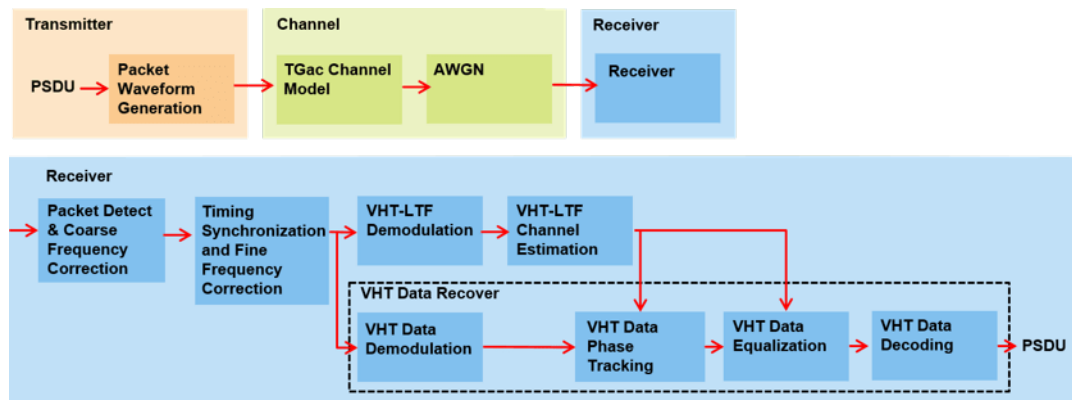 Transmitter
PSDU
Packet
Waveform
Generation
Channel
TGac Channel
Model
AWGN
Receiver
Receiver
Receiver
Packet Detect
& Coarse
Frequency
Correction
Timing
Synchronization
and Fine
Frequency
Correction
VHT-LTF
Demodulation
VHT-LTF
Channel
Estimation
VHT Data Recover
VHT Data
Demodulation
VHT Data
Phase
Tracking
VHT Data
Equalization
VHT Data
Decoding
PSDU